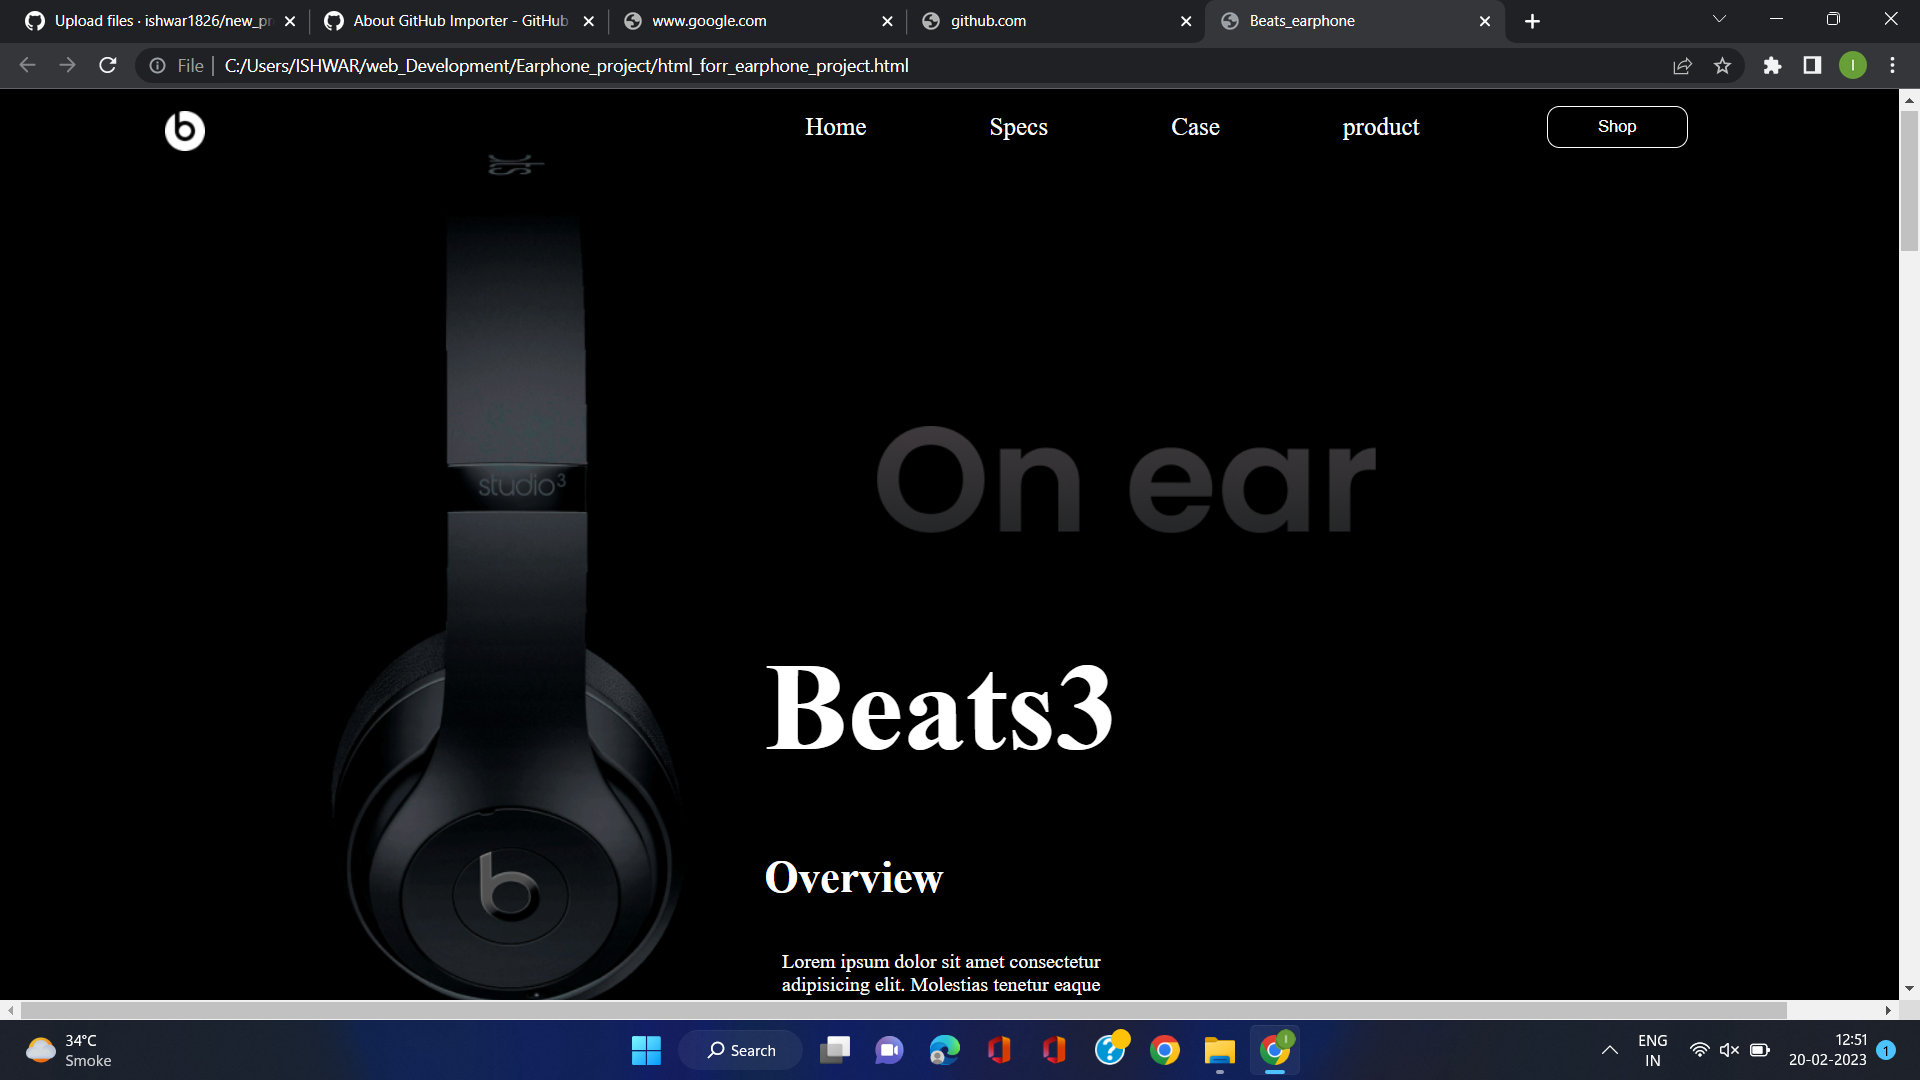 Upload files · ishwar1826/new_pr
About GitHub Importer - GitHub
www.google.com
github.com
Beats_earphone
File
C:/Users/ISHWAR/web_Development/Earphone_project/html_forr_earphone_project.html
I
Home
Specs
Case
product
Shop
studio3
On ear
Beats3
Overview
Lorem ipsum dolor sit amet consectetur
adipisicing elit. Molestias tenetur eaque
34°C
Smoke
Search
ENG
IN
12:51
20-02-2023
1